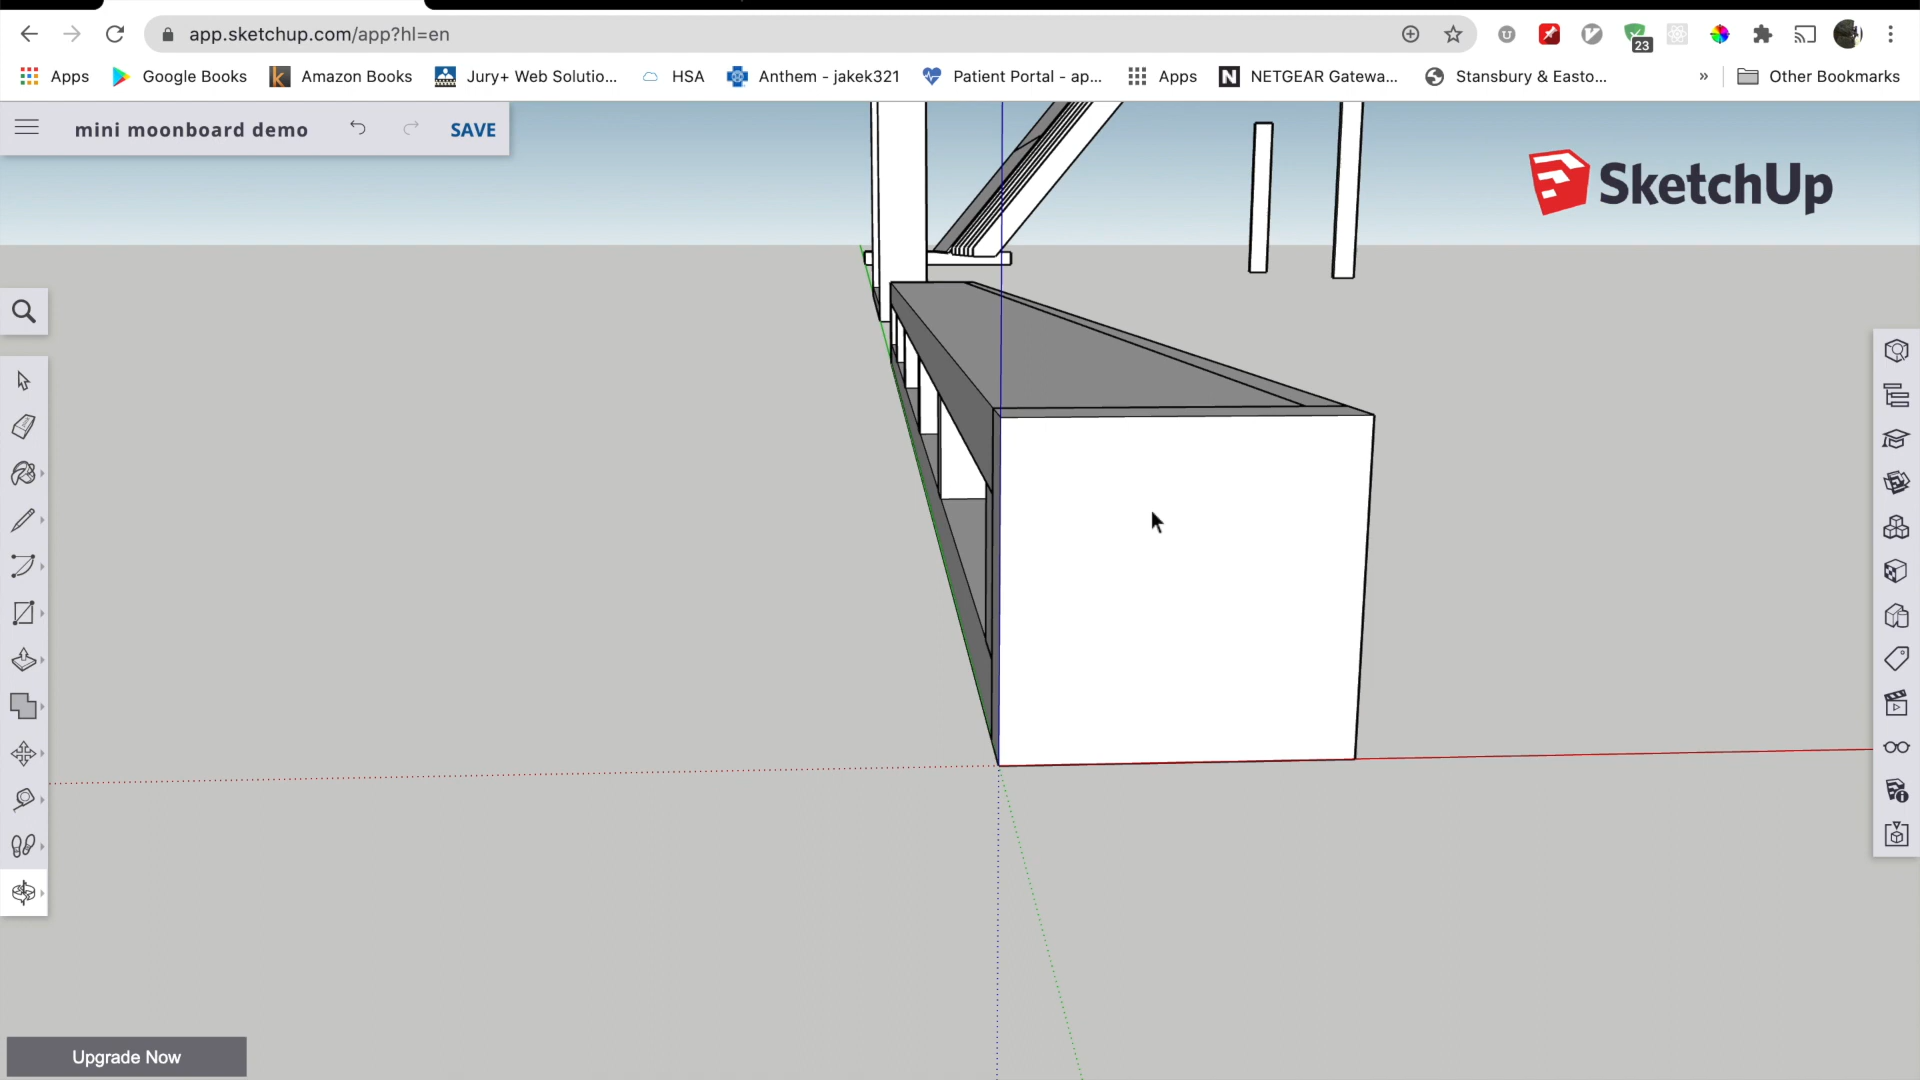 app.sketchup.com/app?hl=en
23
Apps Google Books Amazon Books Jury+ Web Solutio... HSA Anthem - jakek321 Patient Portal - ap... Apps NETGEAR Gatewa... Stansbury & Easto... » Other Bookmarks
mini moonboard demo SAVE
SketchUp
Upgrade Now